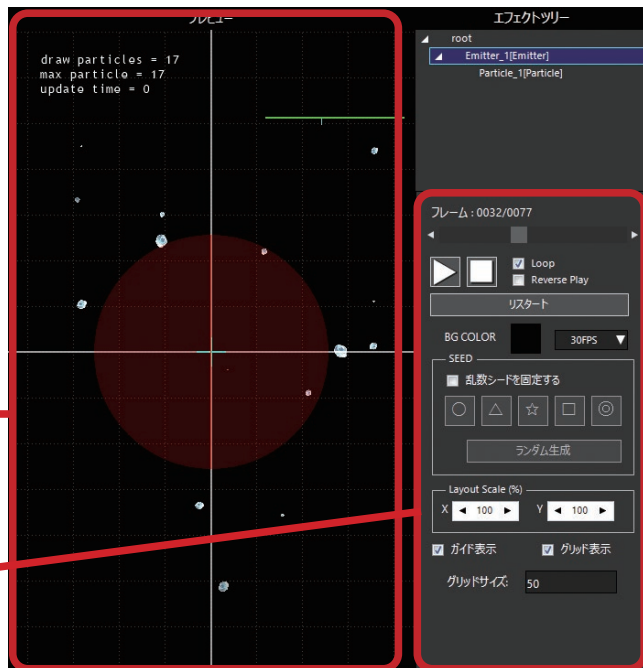 プレビュー
draw particles = 17
max particle = 17
update time = 0
エフェクトツリー
root
Emitter_1[Emitter]
Particle_1[Particle]
フレーム : 0032/0077
Loop
Reverse Play
リスタート
BG COLOR
30FPS
SEED
乱数シードを固定する
ランダム生成
Layout Scale (%)
X 100 Y 100
ガイド表示 グリッド表示
グリッドサイズ: 50